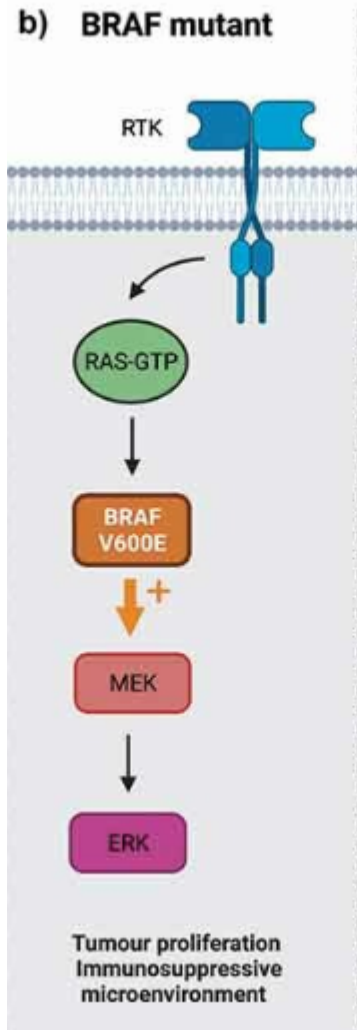 b) BRAF mutant
RTK
RAS-GTP
BRAF
V600E
+
MEK
ERK
Tumour proliferation
Immunosuppressive
microenvironment